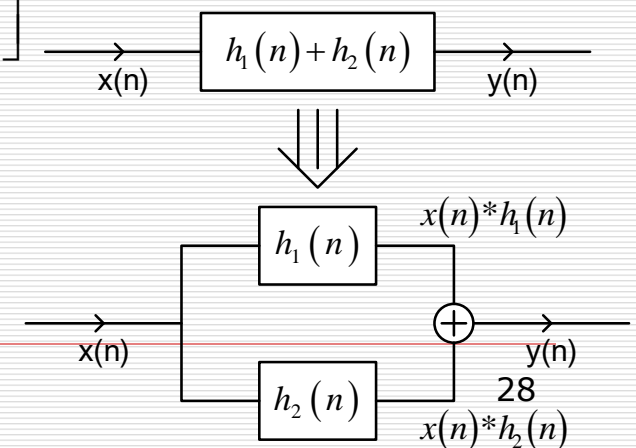 h₁(n)+h₂(n)
x(n)
y(n)
x(n)*h₁(n)
h₁(n)
x(n)
y(n)
28
h₂(n)
x(n)*h₂(n)